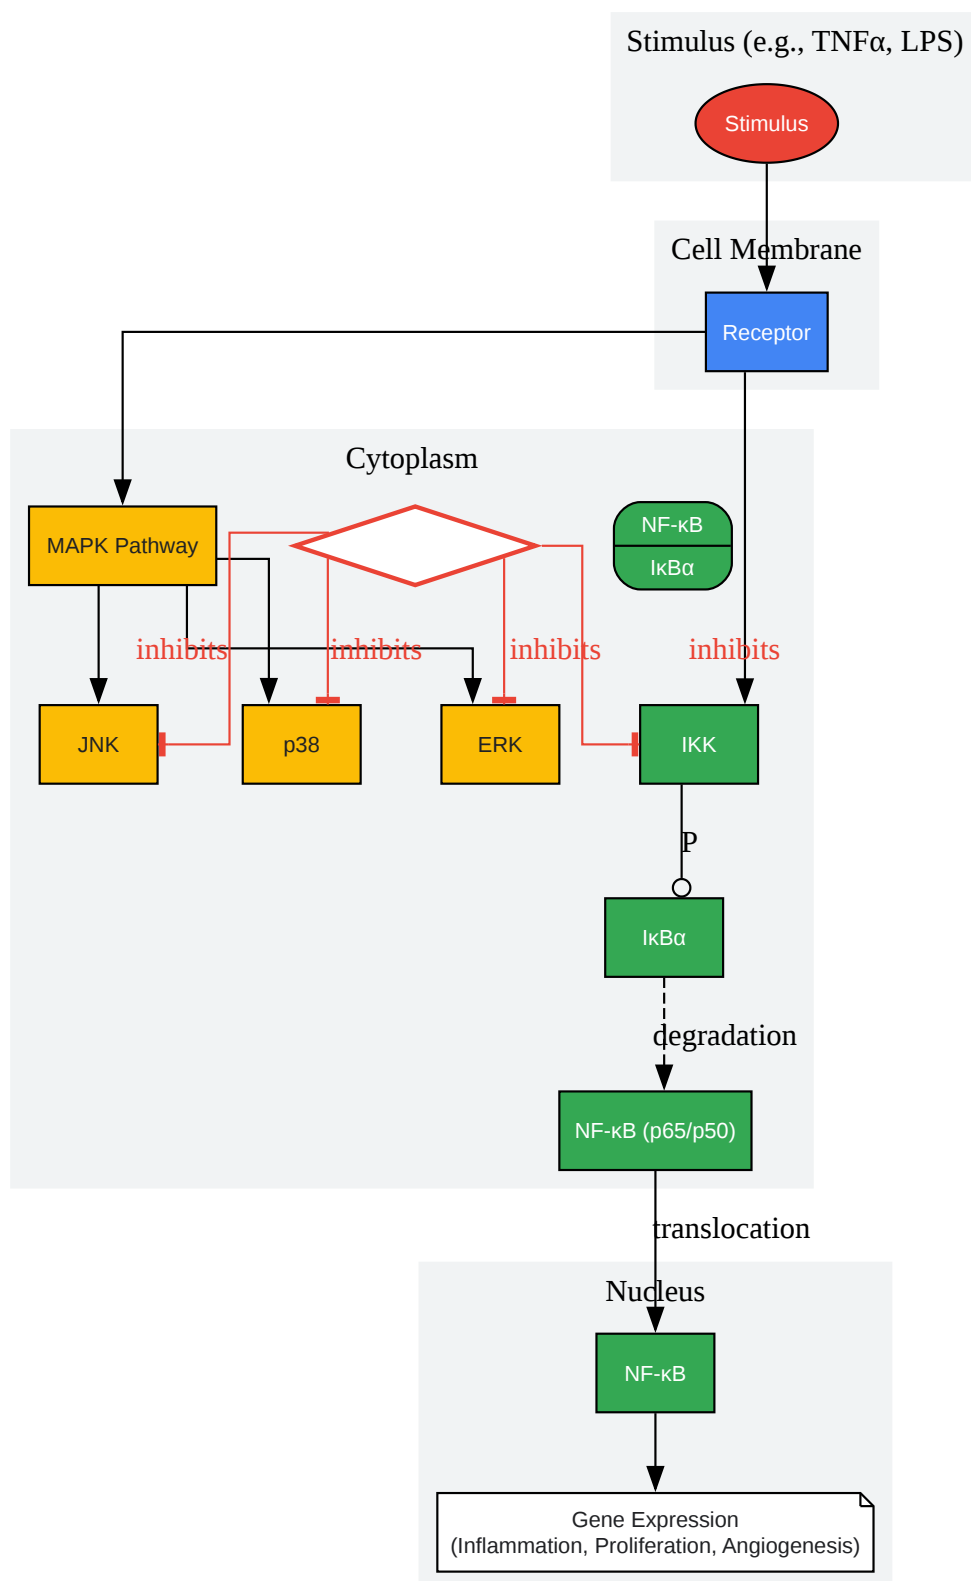 Stimulus (e.g., TNFα, LPS)
Stimulus
Cell Membrane
Receptor
Cytoplasm
MAPK Pathway
NF-κB
IκBα
inhibits
inhibits
inhibits
inhibits
JNK
p38
ERK
IKK
P
IκBα
degradation
NF-κB (p65/p50)
translocation
Nucleus
NF-κB
Gene Expression
(Inflammation, Proliferation, Angiogenesis)